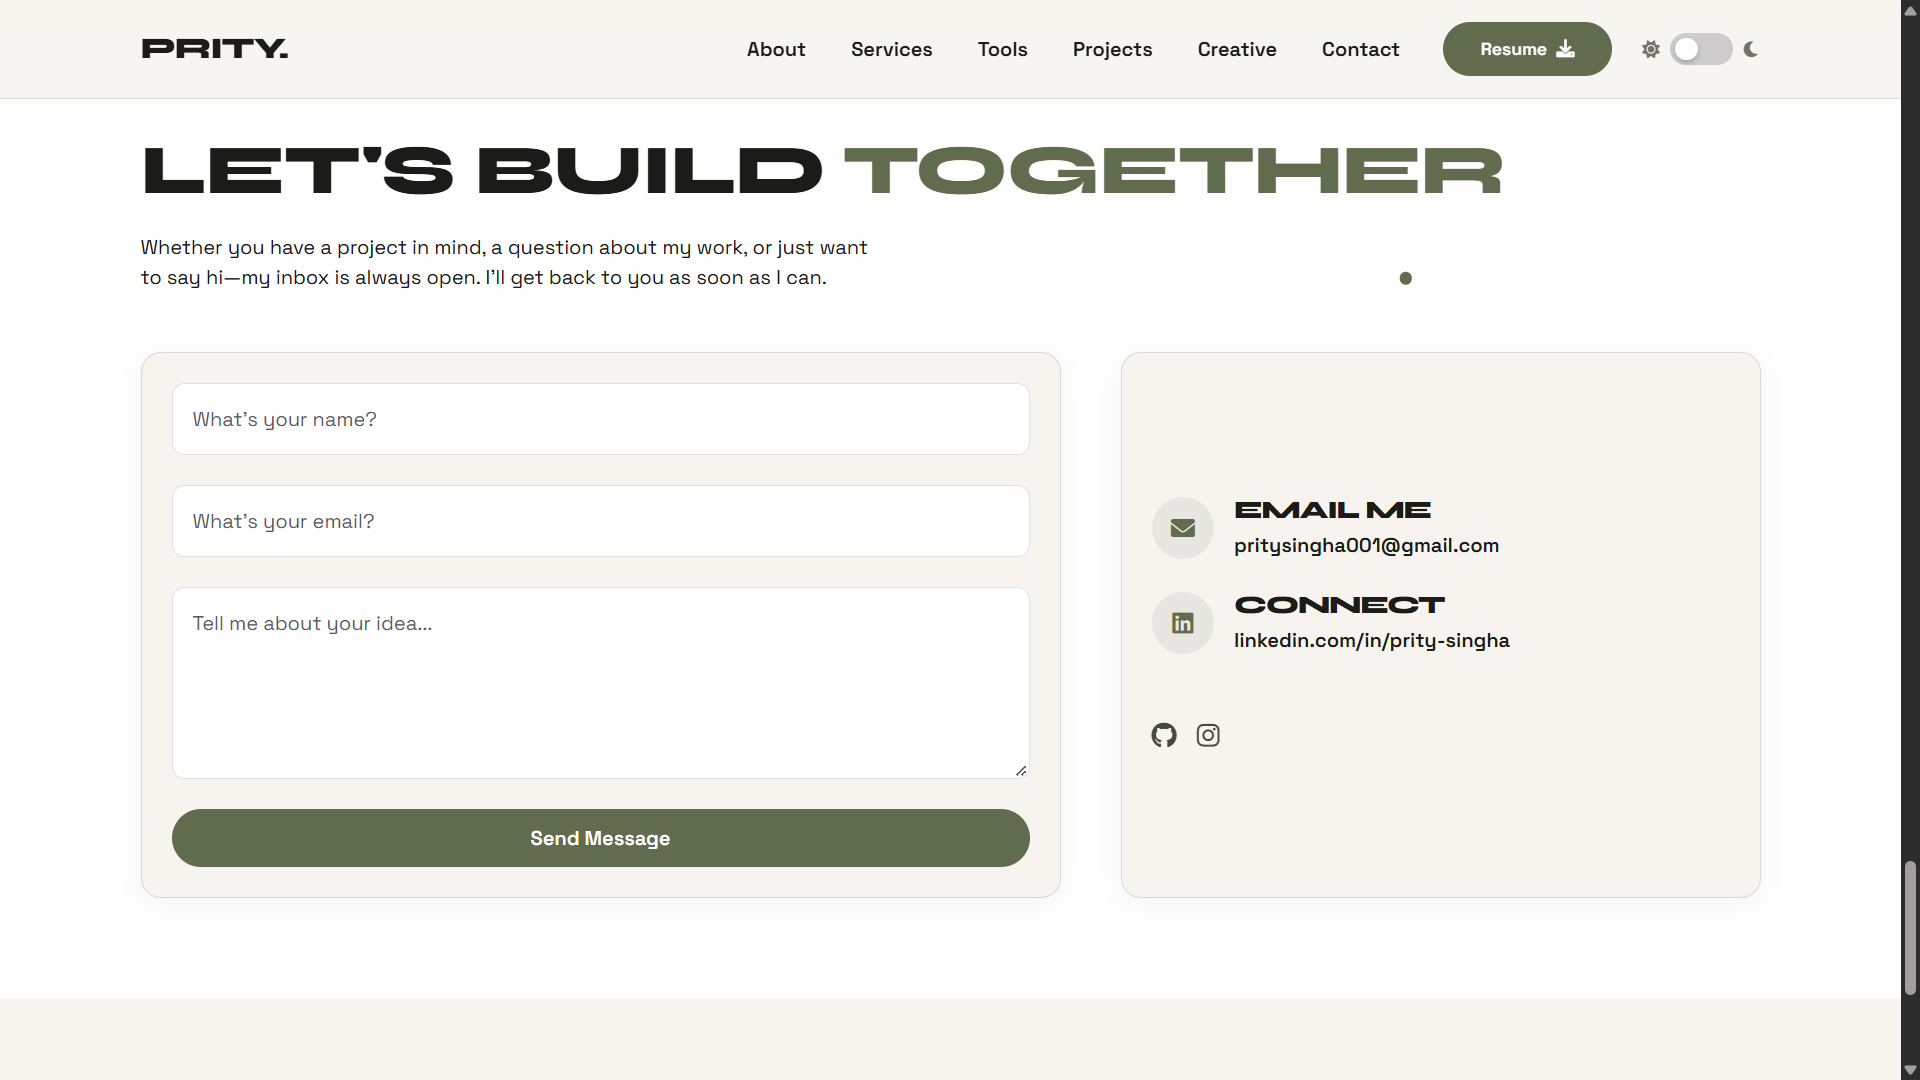 PRITY.
About
Services
Tools
Projects
Creative
Contact
Resume
LET'S BUILD TOGETHER
Whether you have a project in mind, a question about my work, or just want
to say hi—my inbox is always open. I'll get back to you as soon as I can.
What's your name?
What's your email?
Tell me about your idea...
Send Message
EMAIL ME
pritysingha001@gmail.com
CONNECT
linkedin.com/in/prity-singha